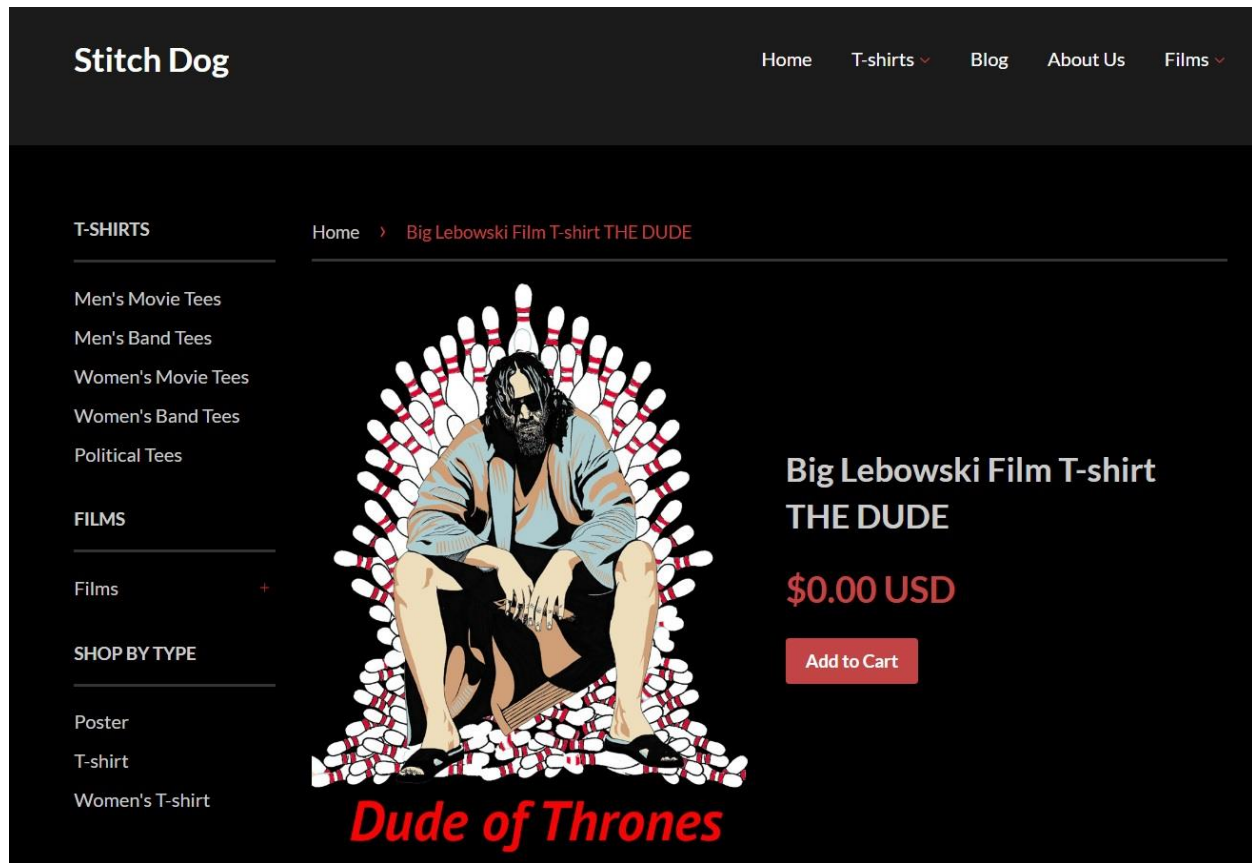 Stitch Dog
Home T-shirts Blog About Us Films
T-SHIRTS
Men's Movie Tees
Men's Band Tees
Women's Movie Tees
Women's Band Tees
Political Tees
FILMS
Films +
SHOP BY TYPE
Poster
T-shirt
Women's T-shirt
Home › Big Lebowski Film T-shirt THE DUDE
Dude of Thrones
Big Lebowski Film T-shirt
THE DUDE
$0.00 USD
Add to Cart